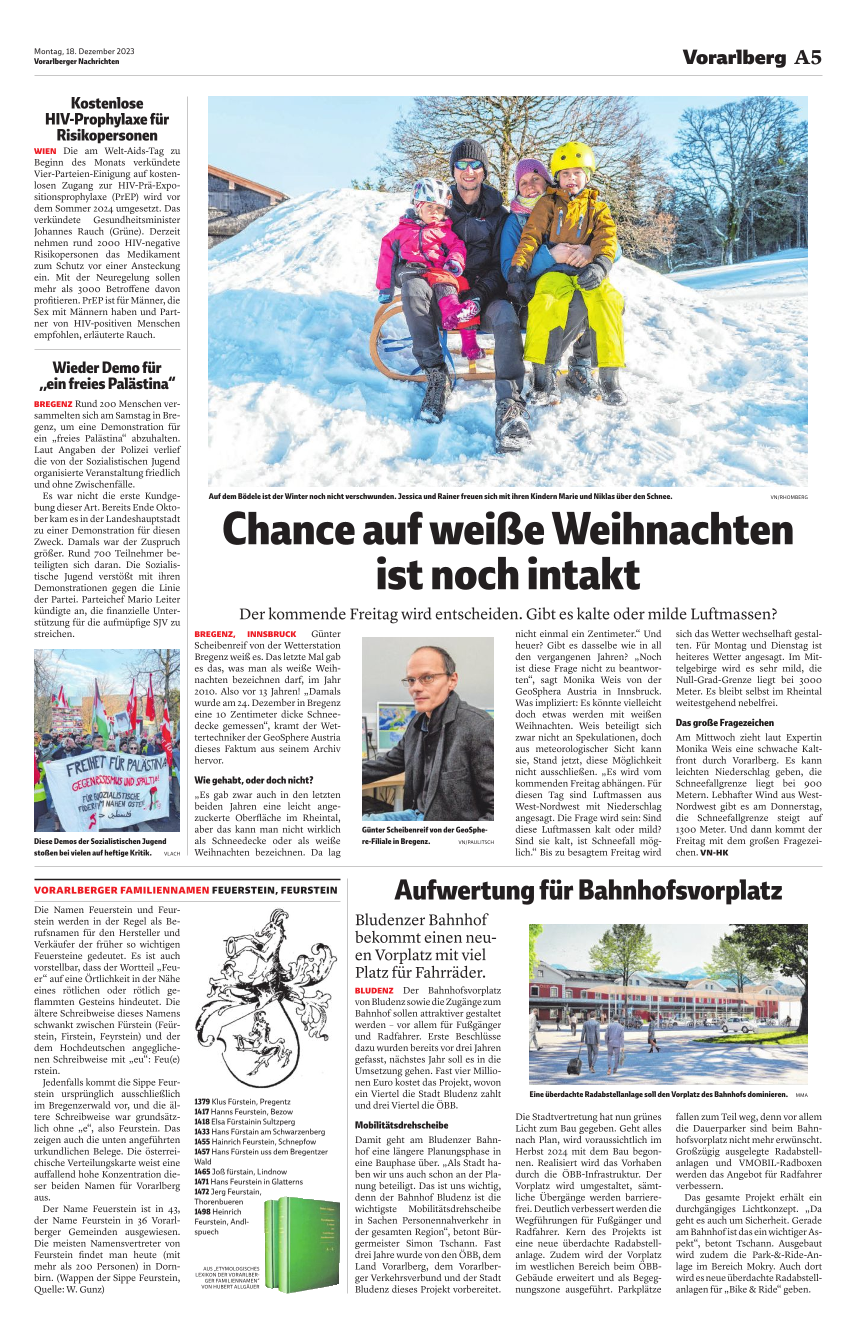 Montag, 18. Dezember 2023
Vorarlberger Nachrichten
Vorarlberg A5
Kostenlose
HIV-Prophylaxe für
Risikopersonen
WIEN Die am Welt-Aids-Tag zu
Beginn des Monats verkündete
Vier-Parteien-Einigung auf kosten-
losen Zugang zur HIV-Prä-Expo-
sitionsprophylaxe (PrEP) wird vor
dem Sommer 2024 umgesetzt. Das
verkündete Gesundheitsminister
Johannes Rauch (Grüne). Derzeit
nehmen rund 2000 HIV-negative
Risikopersonen das Medikament
zum Schutz vor einer Ansteckung
ein. Mit der Neuregelung sollen
mehr als 3000 Betroffene davon
profitieren. PrEP ist für Männer, die
Sex mit Männern haben und Part-
ner von HIV-positiven Menschen
empfohlen, erläuterte Rauch.
Wieder Demo für
„ein freies Palästina“
BREGENZ Rund 200 Menschen ver-
sammelten sich am Samstag in Bre-
genz, um eine Demonstration für
ein „freies Palästina“ abzuhalten.
Laut Angaben der Polizei verlief
die von der Sozialistischen Jugend
organisierte Veranstaltung friedlich
und ohne Zwischenfälle.
Es war nicht die erste Kundge-
bung dieser Art. Bereits Ende Okto-
ber kam es in der Landeshauptstadt
zu einer Demonstration für diesen
Zweck. Damals war der Zuspruch
größer. Rund 700 Teilnehmer be-
teiligten sich daran. Die Sozialis-
tische Jugend verstößt mit ihren
Demonstrationen gegen die Linie
der Partei. Parteichef Mario Leiter
kündigte an, die finanzielle Unter-
stützung für die aufmüpfige SJV zu
streichen.
FREIHEIT FÜR PALÄSTINA
GEGEN
Diese Demos der Sozialistischen Jugend
stoßen bei vielen auf heftige Kritik. VLACH
Auf dem Bödele ist der Winter noch nicht verschwunden. Jessica und Rainer freuen sich mit ihren Kindern Marie und Niklas über den Schnee. VN/RHOMBERG
Chance auf weiße Weihnachten
ist noch intakt
Der kommende Freitag wird entscheiden. Gibt es kalte oder milde Luftmassen?
BREGENZ, INNSBRUCK Günter
Scheibenreif von der Wetterstation
Bregenz weiß es. Das letzte Mal gab
es das, was man als weiße Weih-
nachten bezeichnen darf, im Jahr
2010. Also vor 13 Jahren! „Damals
wurde am 24. Dezember in Bregenz
eine 10 Zentimeter dicke Schnee-
decke gemessen“, kramt der Wet-
tertechniker der GeoSphere Austria
dieses Faktum aus seinem Archiv
hervor.
Wie gehabt, oder doch nicht?
„Es gab zwar auch in den letzten
beiden Jahren eine leicht ange-
zuckerte Oberfläche im Rheintal,
aber das kann man nicht wirklich
als Schneedecke oder als weiße
Weihnachten bezeichnen. Da lag
Günter Scheibenreif von der GeoSphe-
re-Filiale in Bregenz. VN/PAULITSCH
nicht einmal ein Zentimeter.“ Und
heuer? Gibt es dasselbe wie in all
den vergangenen Jahren? „Noch
ist diese Frage nicht zu beantwor-
ten“, sagt Monika Weis von der
GeoSphera Austria in Innsbruck.
Was impliziert: Es könnte vielleicht
doch etwas werden mit weißen
Weihnachten. Weis beteiligt sich
zwar nicht an Spekulationen, doch
aus meteorologischer Sicht kann
sie, Stand jetzt, diese Möglichkeit
nicht ausschließen. „Es wird vom
kommenden Freitag abhängen. Für
diesen Tag sind Luftmassen aus
West-Nordwest mit Niederschlag
angesagt. Die Frage wird sein: Sind
diese Luftmassen kalt oder mild?
Sind sie kalt, ist Schneefall mög-
lich.“ Bis zu besagtem Freitag wird
sich das Wetter wechselhaft gestal-
ten. Für Montag und Dienstag ist
heiteres Wetter angesagt. Im Mit-
telgebirge wird es sehr mild, die
Null-Grad-Grenze liegt bei 3000
Meter. Es bleibt selbst im Rheintal
weitestgehend nebelfrei.
Das große Fragezeichen
Am Mittwoch zieht laut Expertin
Monika Weis eine schwache Kalt-
front durch Vorarlberg. Es kann
leichten Niederschlag geben, die
Schneefallgrenze liegt bei 900
Metern. Lebhafter Wind aus West-
Nordwest gibt es am Donnerstag,
die Schneefallgrenze steigt auf
1300 Meter. Und dann kommt der
Freitag mit dem großen Fragezei-
chen. VN-HK
VORARLBERGER FAMILIENNAMEN FEUERSTEIN, FEURSTEIN
Die Namen Feuerstein und Feur-
stein werden in der Regel als Be-
rufsnamen für den Hersteller und
Verkäufer der früher so wichtigen
Feuersteine gedeutet. Es ist auch
vorstellbar, dass der Wortteil „Feu-
er“ auf eine Örtlichkeit in der Nähe
eines rötlichen oder rötlich ge-
flammten Gesteins hindeutet. Die
ältere Schreibweise dieses Namens
schwankt zwischen Fürstein (Feür-
stein, Firstein, Feyrstein) und der
dem Hochdeutschen angegliche-
nen Schreibweise mit „eu“: Feu(e)
rstein.
Jedenfalls kommt die Sippe Feur-
stein ursprünglich ausschließlich
im Bregenzerwald vor, und die äl-
tere Schreibweise war grundsätz-
lich ohne „e“, also Feurstein. Das
zeigen auch die unten angeführten
urkundlichen Belege. Die österrei-
chische Verteilungskarte weist eine
auffallend hohe Konzentration die-
ser beiden Namen für Vorarlberg
aus.
Der Name Feuerstein ist in 43,
der Name Feurstein in 36 Vorarl-
berger Gemeinden ausgewiesen.
Die meisten Namensvertreter von
Feurstein findet man heute (mit
mehr als 200 Personen) in Dorn-
birn. (Wappen der Sippe Feurstein,
Quelle: W. Gunz)
1379 Klus Fürstein, Pregentz
1417 Hanns Feurstein, Bezow
1418 Elsa Fürstainin Sultzperg
1433 Hans Fürstain am Schwarzenberg
1455 Hainrich Feurstein, Schnepfow
1457 Hans Fürstein uss dem Bregentzer
Wald
1465 Joß fürstain, Lindnow
1471 Hans Feurstein in Glatterns
1472 Jerg Feurstain,
Thorenbueren
1498 Heinrich
Feurstein, Andl-
spuech
AUS „ETYMOLOGISCHES
LEXIKON DER VORARLBER-
GER FAMILIENNAMEN“
VON HUBERT ALLGÄUER
Aufwertung für Bahnhofsvorplatz
Bludenzer Bahnhof
bekommt einen neu-
en Vorplatz mit viel
Platz für Fahrräder.
BLUDENZ Der Bahnhofsvorplatz
von Bludenz sowie die Zugänge zum
Bahnhof sollen attraktiver gestaltet
werden – vor allem für Fußgänger
und Radfahrer. Erste Beschlüsse
dazu wurden bereits vor drei Jahren
gefasst, nächstes Jahr soll es in die
Umsetzung gehen. Fast vier Millio-
nen Euro kostet das Projekt, wovon
ein Viertel die Stadt Bludenz zahlt
und drei Viertel die ÖBB.
Mobilitätsdrehscheibe
Damit geht am Bludenzer Bahn-
hof eine längere Planungsphase in
eine Bauphase über. „Als Stadt ha-
ben wir uns auch schon an der Pla-
nung beteiligt. Das ist uns wichtig,
denn der Bahnhof Bludenz ist die
wichtigste Mobilitätsdrehscheibe
in Sachen Personennahverkehr in
der gesamten Region“, betont Bür-
germeister Simon Tschann. Fast
drei Jahre wurde von den ÖBB, dem
Land Vorarlberg, dem Vorarlber-
ger Verkehrsverbund und der Stadt
Bludenz dieses Projekt vorbereitet.
Eine überdachte Radabstellanlage soll den Vorplatz des Bahnhofs dominieren. MMA
Die Stadtvertretung hat nun grünes
Licht zum Bau gegeben. Geht alles
nach Plan, wird voraussichtlich im
Herbst 2024 mit dem Bau begon-
nen. Realisiert wird das Vorhaben
durch die ÖBB-Infrastruktur. Der
Vorplatz wird umgestaltet, sämt-
liche Übergänge werden barriere-
frei. Deutlich verbessert werden die
Wegführungen für Fußgänger und
Radfahrer. Kern des Projekts ist
eine neue überdachte Radabstell-
anlage. Zudem wird der Vorplatz
im westlichen Bereich beim ÖBB-
Gebäude erweitert und als Begeg-
nungszone ausgeführt. Parkplätze
fallen zum Teil weg, denn vor allem
die Dauerparker sind beim Bahn-
hofsvorplatz nicht mehr erwünscht.
Großzügig ausgelegte Radabstell-
anlagen und VMOBIL-Radboxen
werden das Angebot für Radfahrer
verbessern.
Das gesamte Projekt erhält ein
durchgängiges Lichtkonzept. „Da
geht es auch um Sicherheit. Gerade
am Bahnhof ist das ein wichtiger As-
pekt“, betont Tschann. Ausgebaut
wird zudem die Park-&-Ride-An-
lage im Bereich Mokry. Auch dort
wird es neue überdachte Radabstell-
anlagen für „Bike & Ride“ geben.